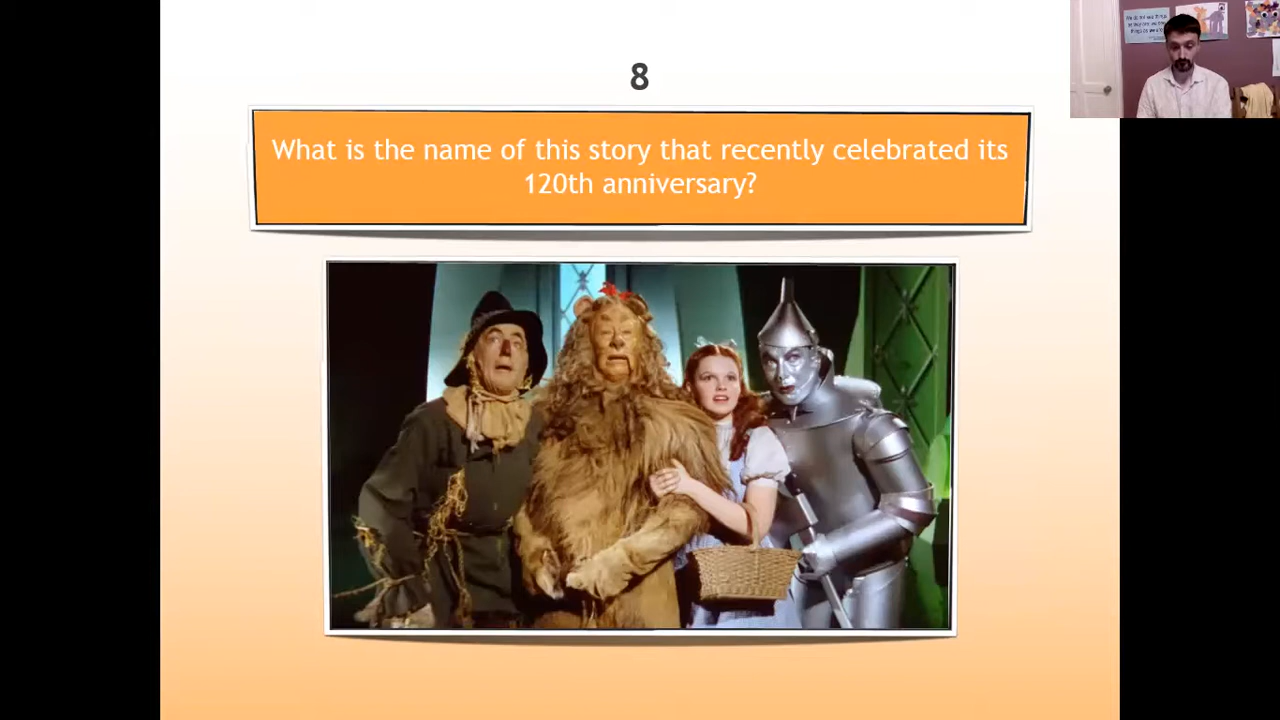 8
What is the name of this story that recently celebrated its
120th anniversary?